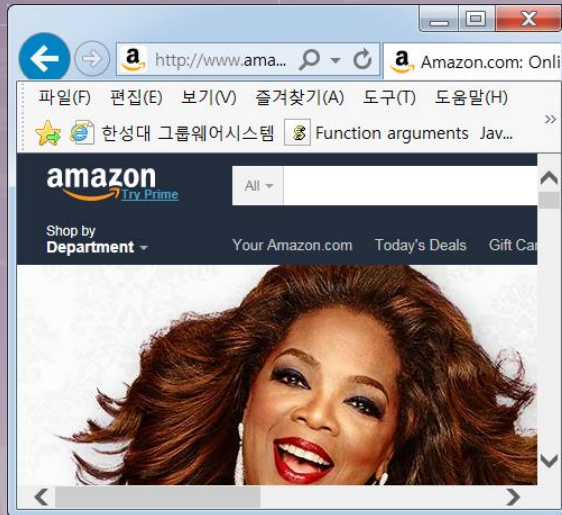 http://www.ama...
Amazon.com: Onli
파일(F) 편집(E) 보기(V) 즐겨찾기(A) 도구(T) 도움말(H)
한성대 그룹웨어시스템 Function arguments Jav...
amazon
Try Prime
All
Shop by
Department
Your Amazon.com Today's Deals Gift Car